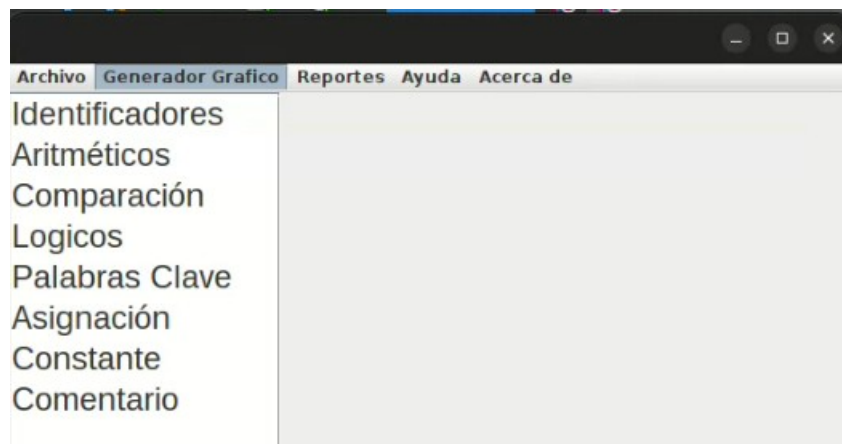 Archivo Generador Grafico Reportes Ayuda Acerca de
Identificadores
Aritméticos
Comparación
Logicos
Palabras Clave
Asignación
Constante
Comentario